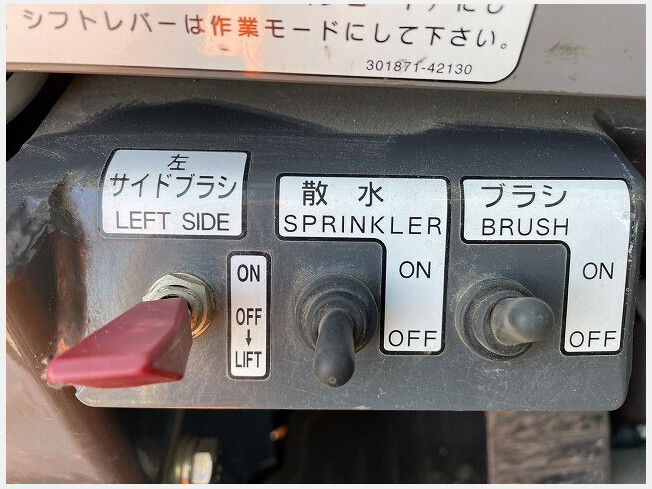 シフトレバーは作業モードにして下さい。
301871-42130
左
サイドブラシ
LEFT SIDE
ON
OFF
↓
LIFT
散水
SPRINKLER
ON
OFF
ブラシ
BRUSH
ON
OFF